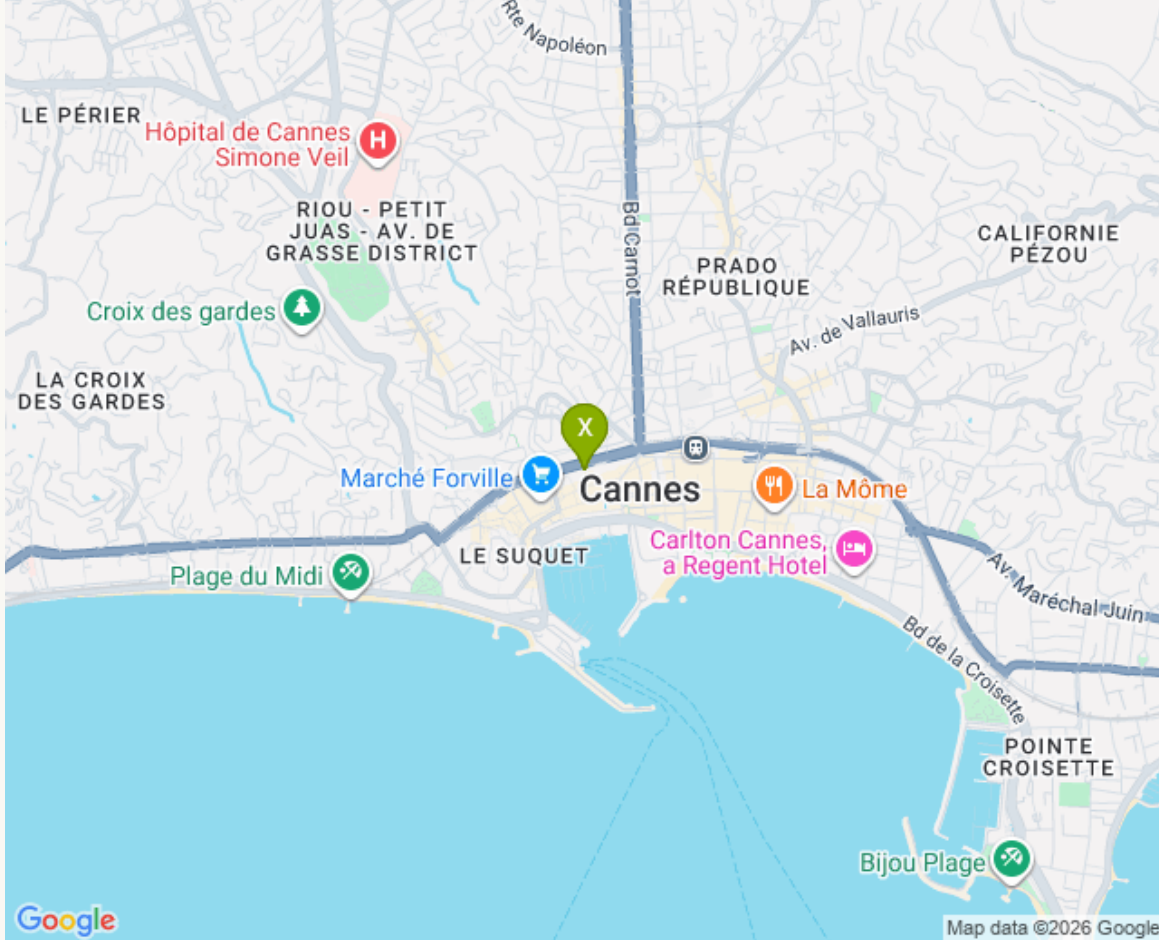 Rte Napoléon
LE PÉRIER
Hôpital de Cannes
Simone Veil
H
RIOU - PETIT
JUAS - AV. DE
GRASSE DISTRICT
Bd Carnot
CALIFORNIE
PÉZOU
PRADO
RÉPUBLIQUE
Croix des gardes
Av. de Vallauris
LA CROIX
DES GARDES
X
Marché Forville
Cannes
La Môme
LE SUQUET
Carlton Cannes,
a Regent Hotel
Plage du Midi
Av. Maréchal Juin
Bd de la Croisette
POINTE
CROISETTE
Bijou Plage
Google
Map data ©2026 Google